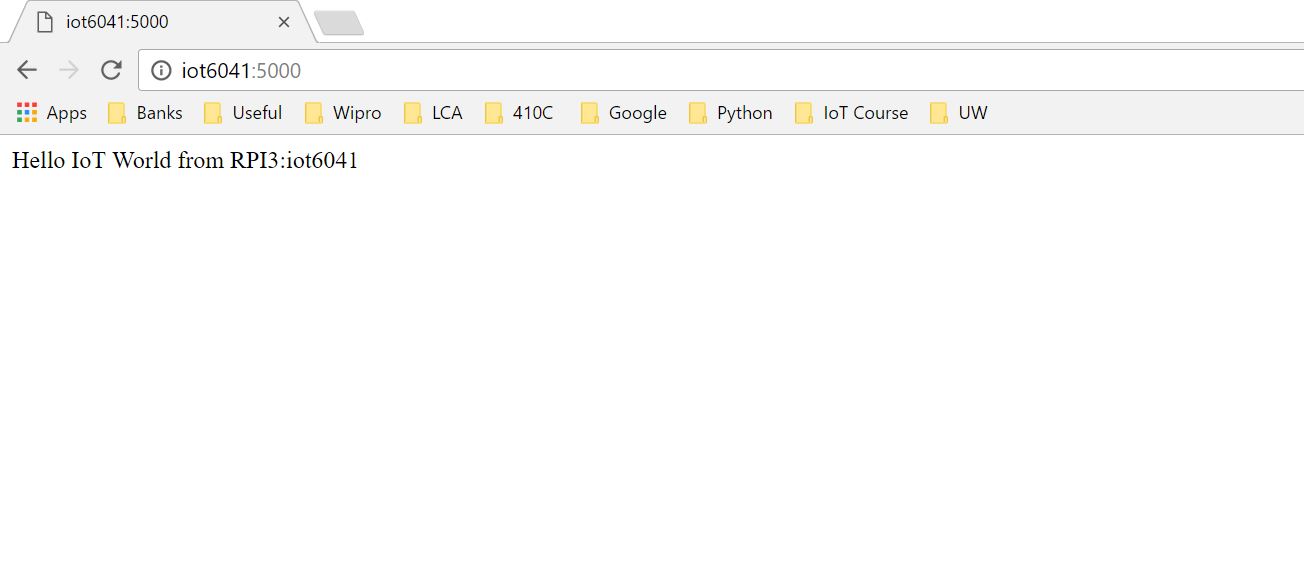 iot6041:5000
iot6041:5000
Apps Banks Useful Wipro LCA 410C Google Python IoT Course UW
Hello IoT World from RPI3:iot6041